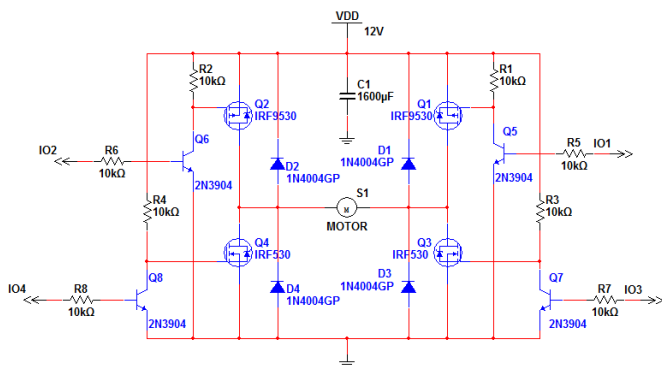 VDD
12V
R2
10kΩ
R1
10kΩ
C1
1600µF
Q2
IRF9530
Q1
IRF9530
IO2
R6
10kΩ
Q6
2N3904
Q5
2N3904
R5
10kΩ
IO1
D2
1N4004GP
D1
1N4004GP
R4
10kΩ
S1
M
MOTOR
R3
10kΩ
Q4
IRF530
Q3
IRF530
IO4
R8
10kΩ
Q8
2N3904
D4
1N4004GP
D3
1N4004GP
Q7
2N3904
R7
10kΩ
IO3